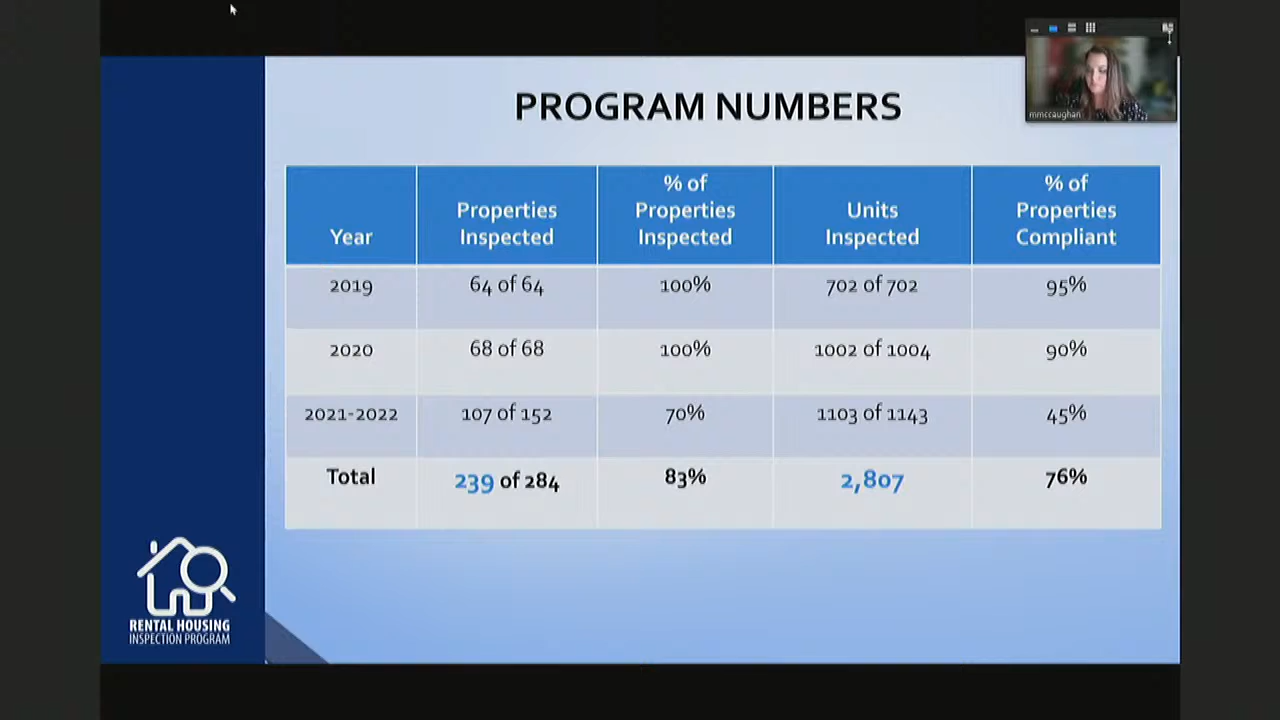 PROGRAM NUMBERS
mmccaughan
Year
Properties
Inspected
% of
Properties
Inspected
Units
Inspected
% of
Properties
Compliant
2019
64 of 64
100%
702 of 702
95%
2020
68 of 68
100%
1002 of 1004
90%
2021-2022
107 of 152
70%
1103 of 1143
45%
Total
239 of 284
83%
2,807
76%
RENTAL HOUSING
INSPECTION PROGRAM